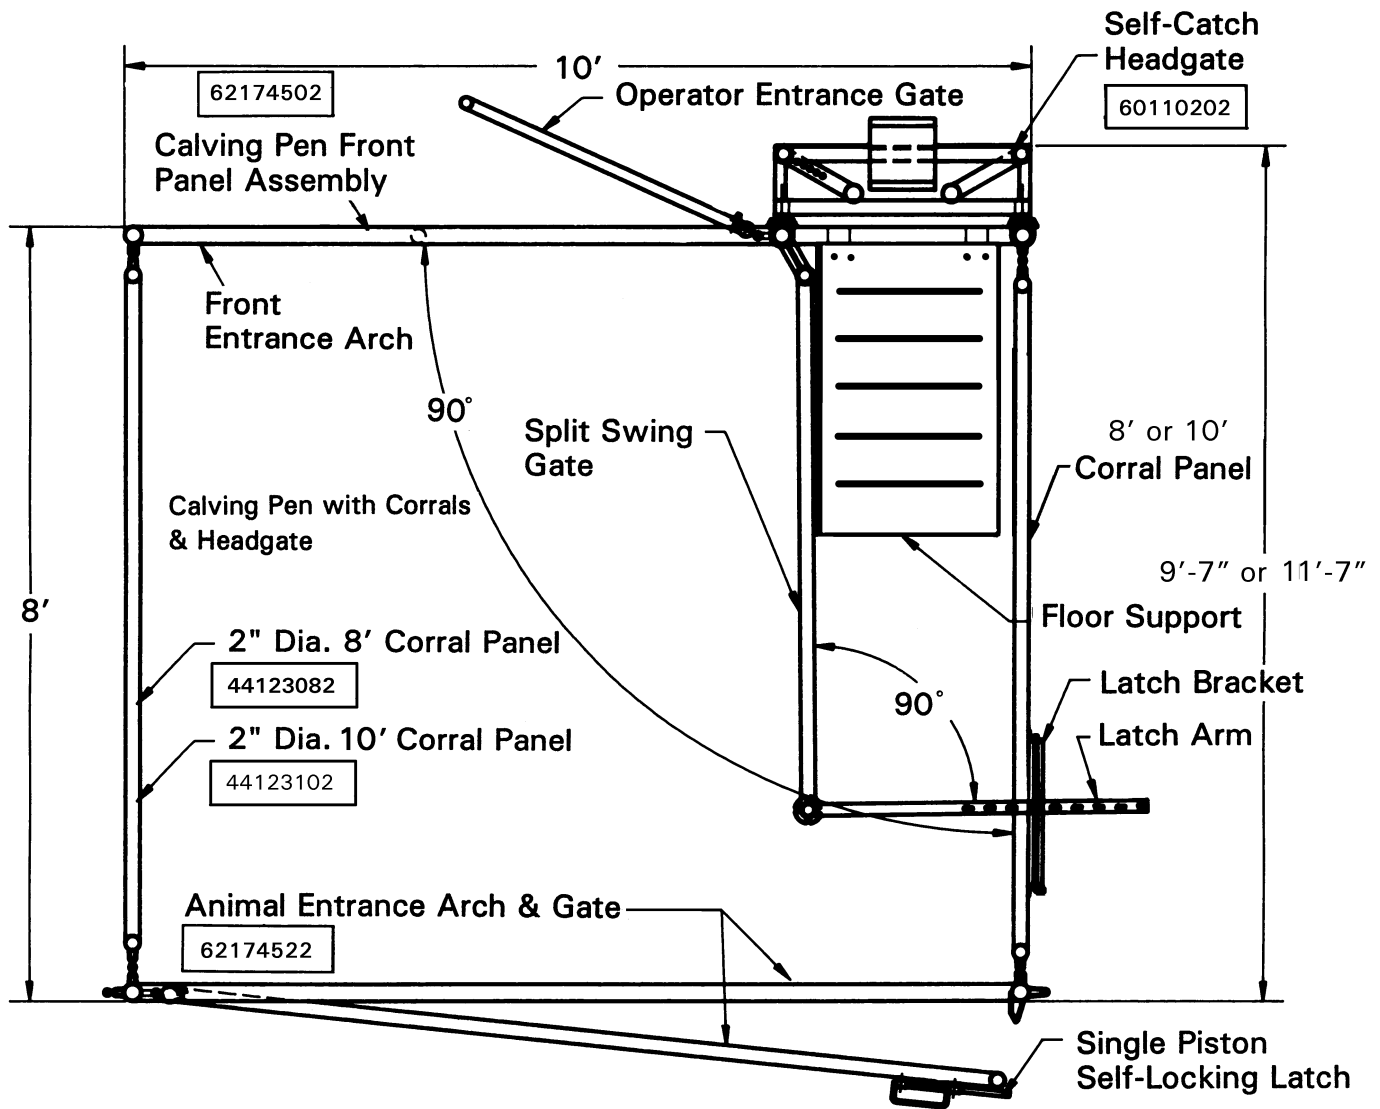 Self-Catch
Headgate
60110202
10'
62174502
Operator Entrance Gate
Calving Pen Front
Panel Assembly
Front
Entrance Arch
90°
Split Swing
Gate
8' or 10'
Corral Panel
Calving Pen with Corrals
& Headgate
9'-7" or 11'-7"
8'
Floor Support
2" Dia. 8' Corral Panel
44123082
Latch Bracket
90°
2" Dia. 10' Corral Panel
44123102
Latch Arm
Animal Entrance Arch & Gate
62174522
Single Piston
Self-Locking Latch